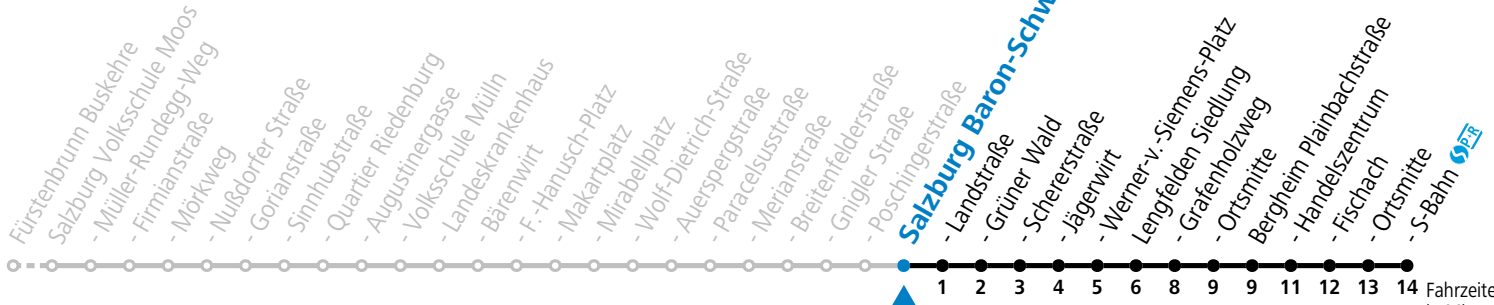 Fürstenbrunn Buskehre
Salzburg Volksschule Moos
- Müller-Rundegg-Weg
- Firmianstraße
- Mörkweg
- Nußdorfer Straße
- Gorianstraße
- Sinnhubstraße
- Quartier Riedenburg
- Augustinergasse
- Volksschule Mülln
- Landeskrankenhaus
- Bärenwirt
- F.-Hanusch-Platz
- Makartplatz
- Mirabellplatz
- Wolf-Dietrich-Straße
- Auerspergstraße
- Paracelsusstraße
- Merianstraße
- Breitenfelderstraße
- Gnigler Straße
- Poschingerstraße
Salzburg Baron-Schw
- Landstraße
- Grüner Wald
- Schererstraße
- Jägerwirt
- Werner-v.-Siemens-Platz
Lengfelden Siedlung
- Grafenholzweg
- Ortsmitte
Bergheim Plainbachstraße
- Handelszentrum
- Fischach
- Ortsmitte
- S-Bahn P+R
1 2 3 4 5 6 8 9 9 11 12 13 14 Fahrzeite